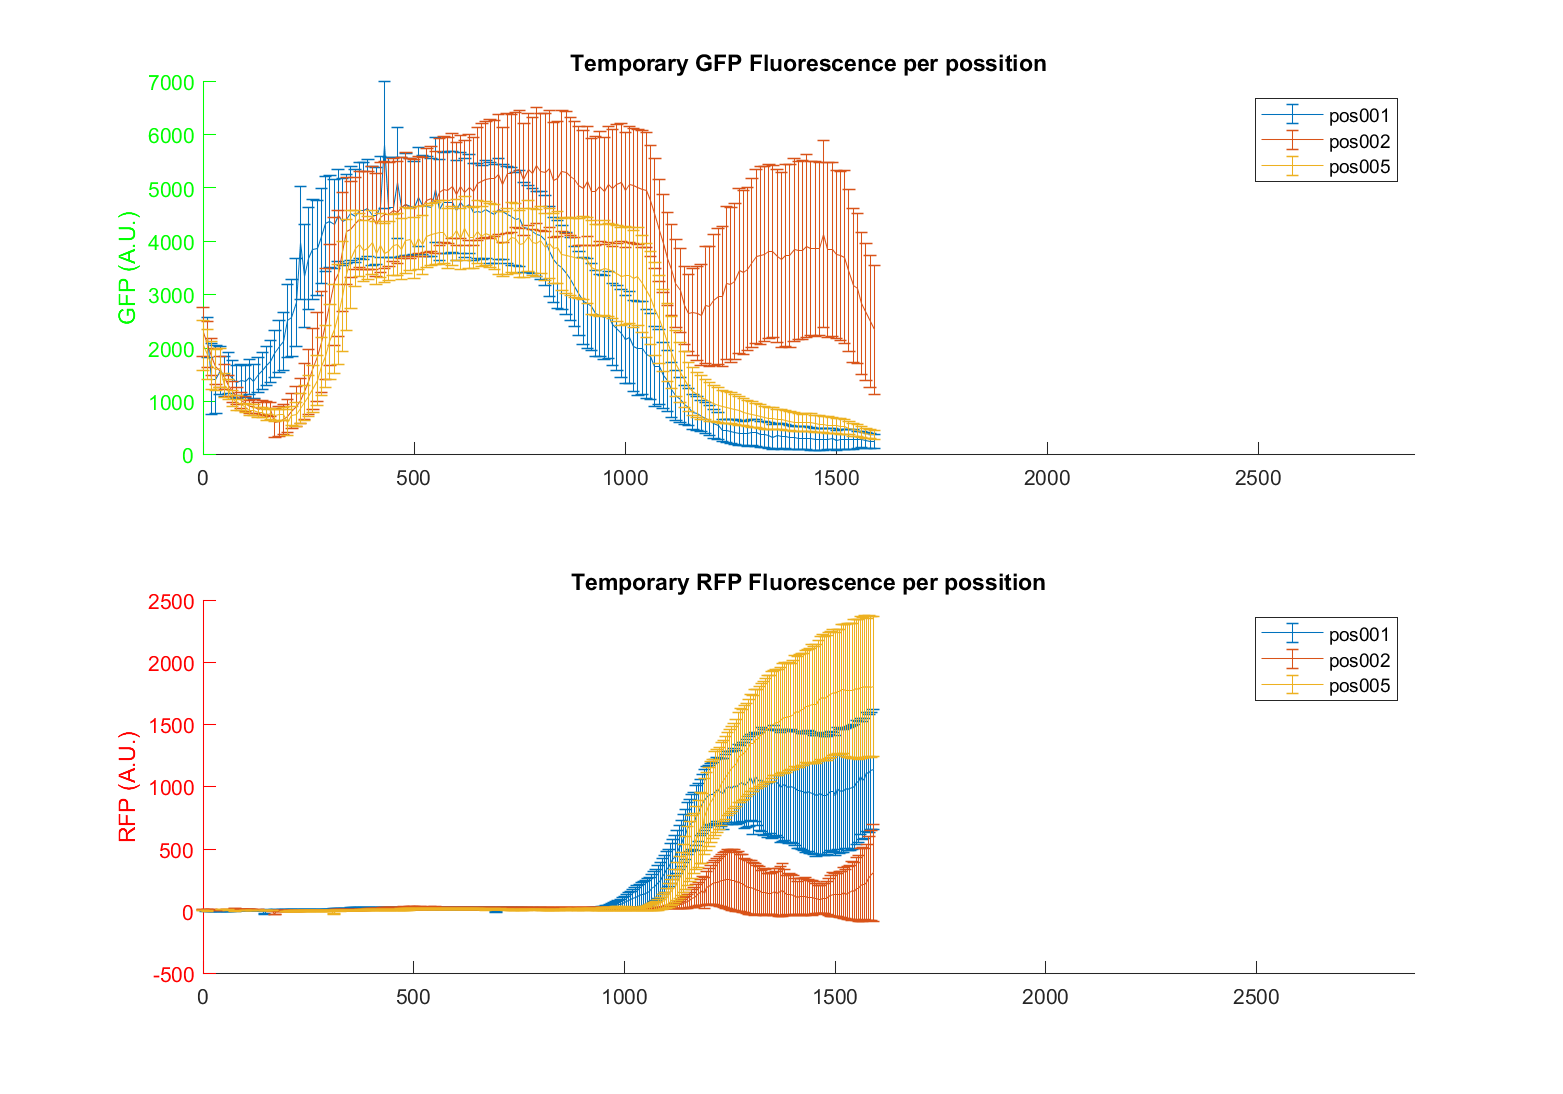 Temporary GFP Fluorescence per possition
7000
6000
5000
4000
3000
2000
1000
0
GFP (A.U.)
0 500 1000 1500 2000 2500
pos001
pos002
pos005
Temporary RFP Fluorescence per possition
2500
2000
1500
1000
500
0
-500
RFP (A.U.)
0 500 1000 1500 2000 2500
pos001
pos002
pos005